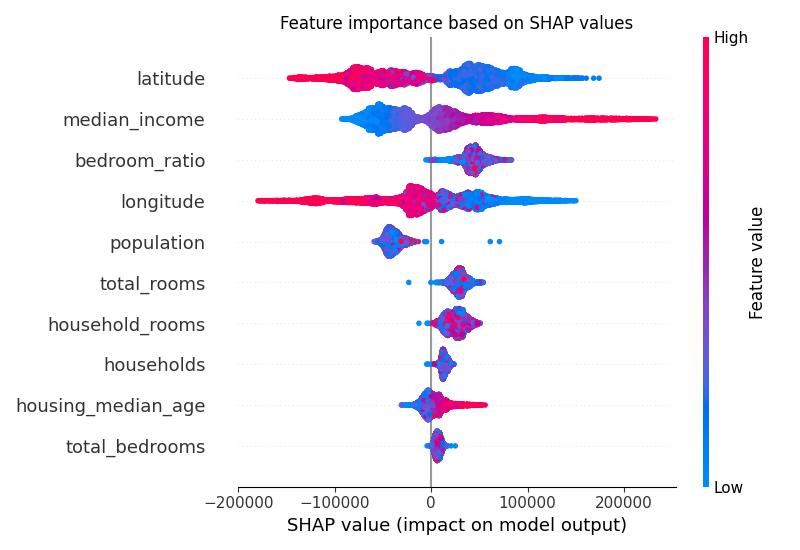 Feature importance based on SHAP values
High
latitude
median_income
bedroom_ratio
longitude
population
total_rooms
household_rooms
households
housing_median_age
total_bedrooms
Feature value
Low
−200000 −100000 0 100000 200000
SHAP value (impact on model output)